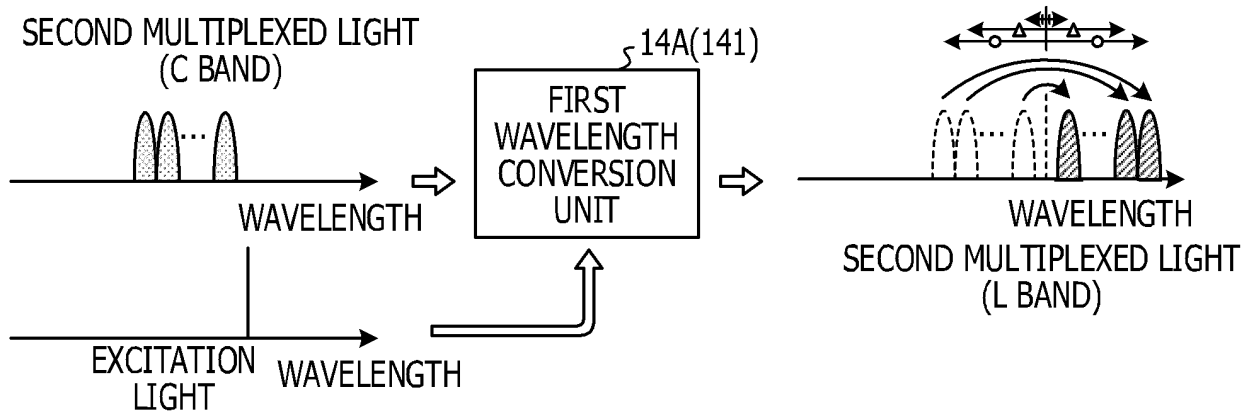 SECOND MULTIPLEXED LIGHT
(C BAND)
WAVELENGTH
EXCITATION
LIGHT
WAVELENGTH
14A(141)
FIRST
WAVELENGTH
CONVERSION
UNIT
WAVELENGTH
SECOND MULTIPLEXED LIGHT
(L BAND)